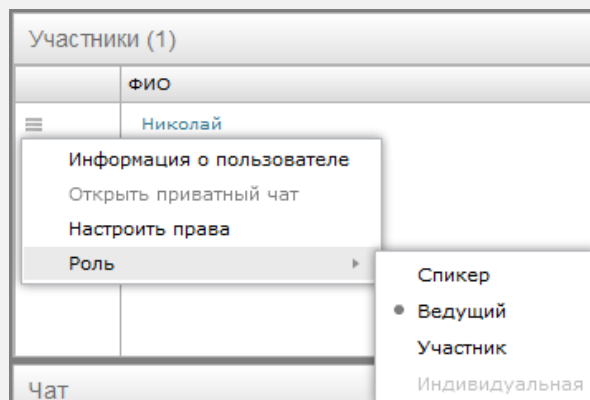 Участники (1)
ФИО
Николай
Информация о пользователе
Открыть приватный чат
Настроить права
Роль
Спикер
Ведущий
Участник
Индивидуальная
Чат